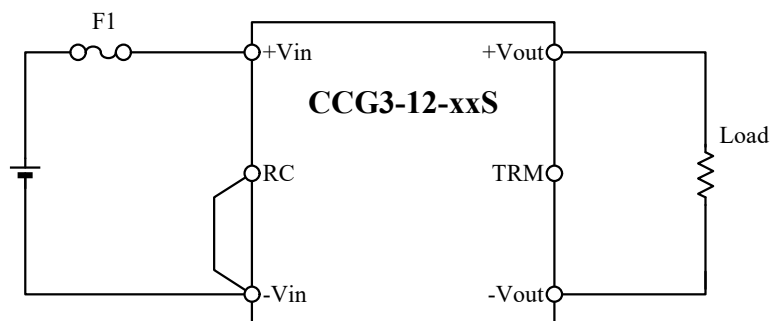 F1
+Vin
+Vout
CCG3-12-xxS
Load
RC
TRM
-Vin
-Vout